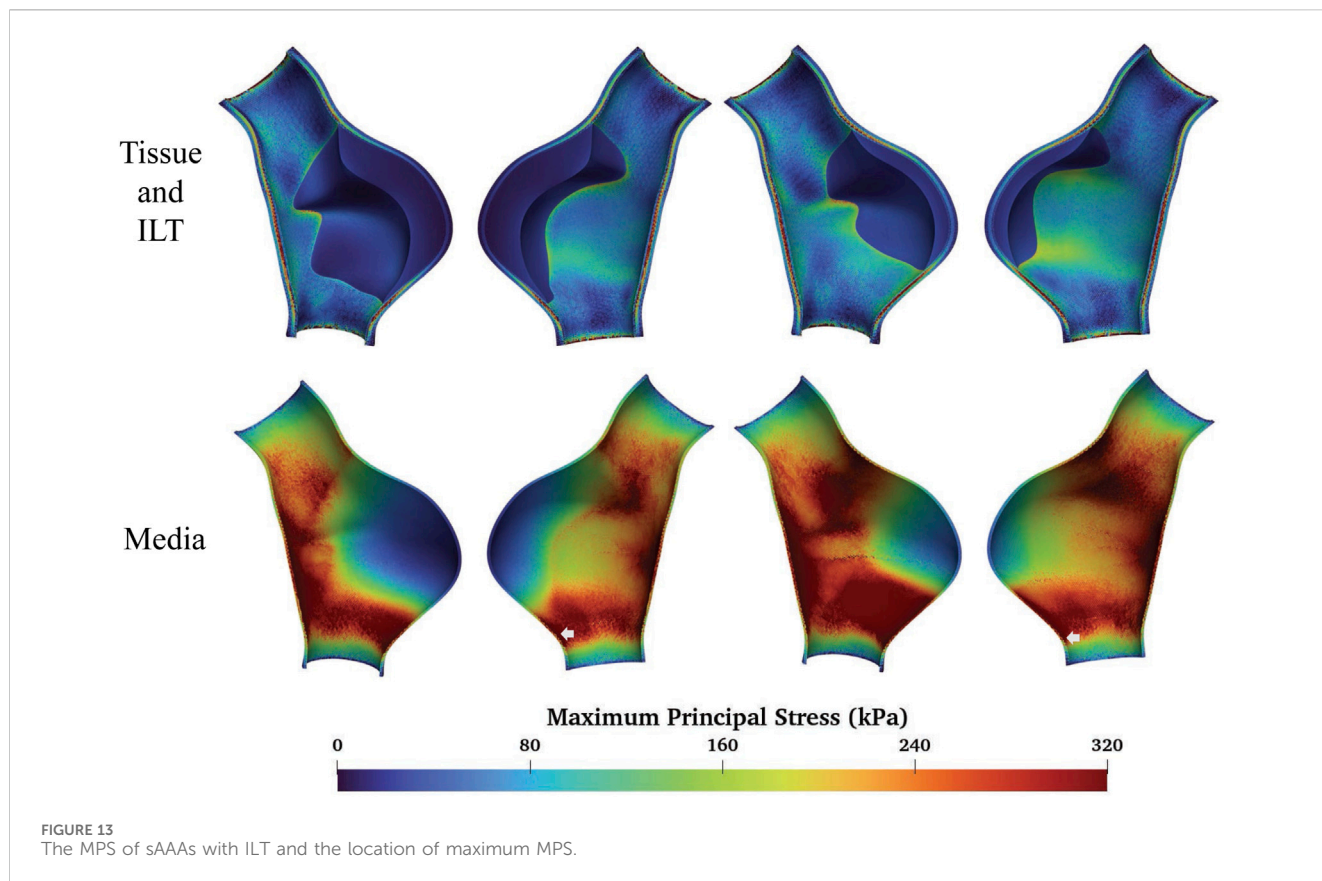 Tissue
and
ILT
Media
Maximum Principal Stress (kPa)
0 80 160 240 320
FIGURE 13
The MPS of sAAAs with ILT and the location of maximum MPS.